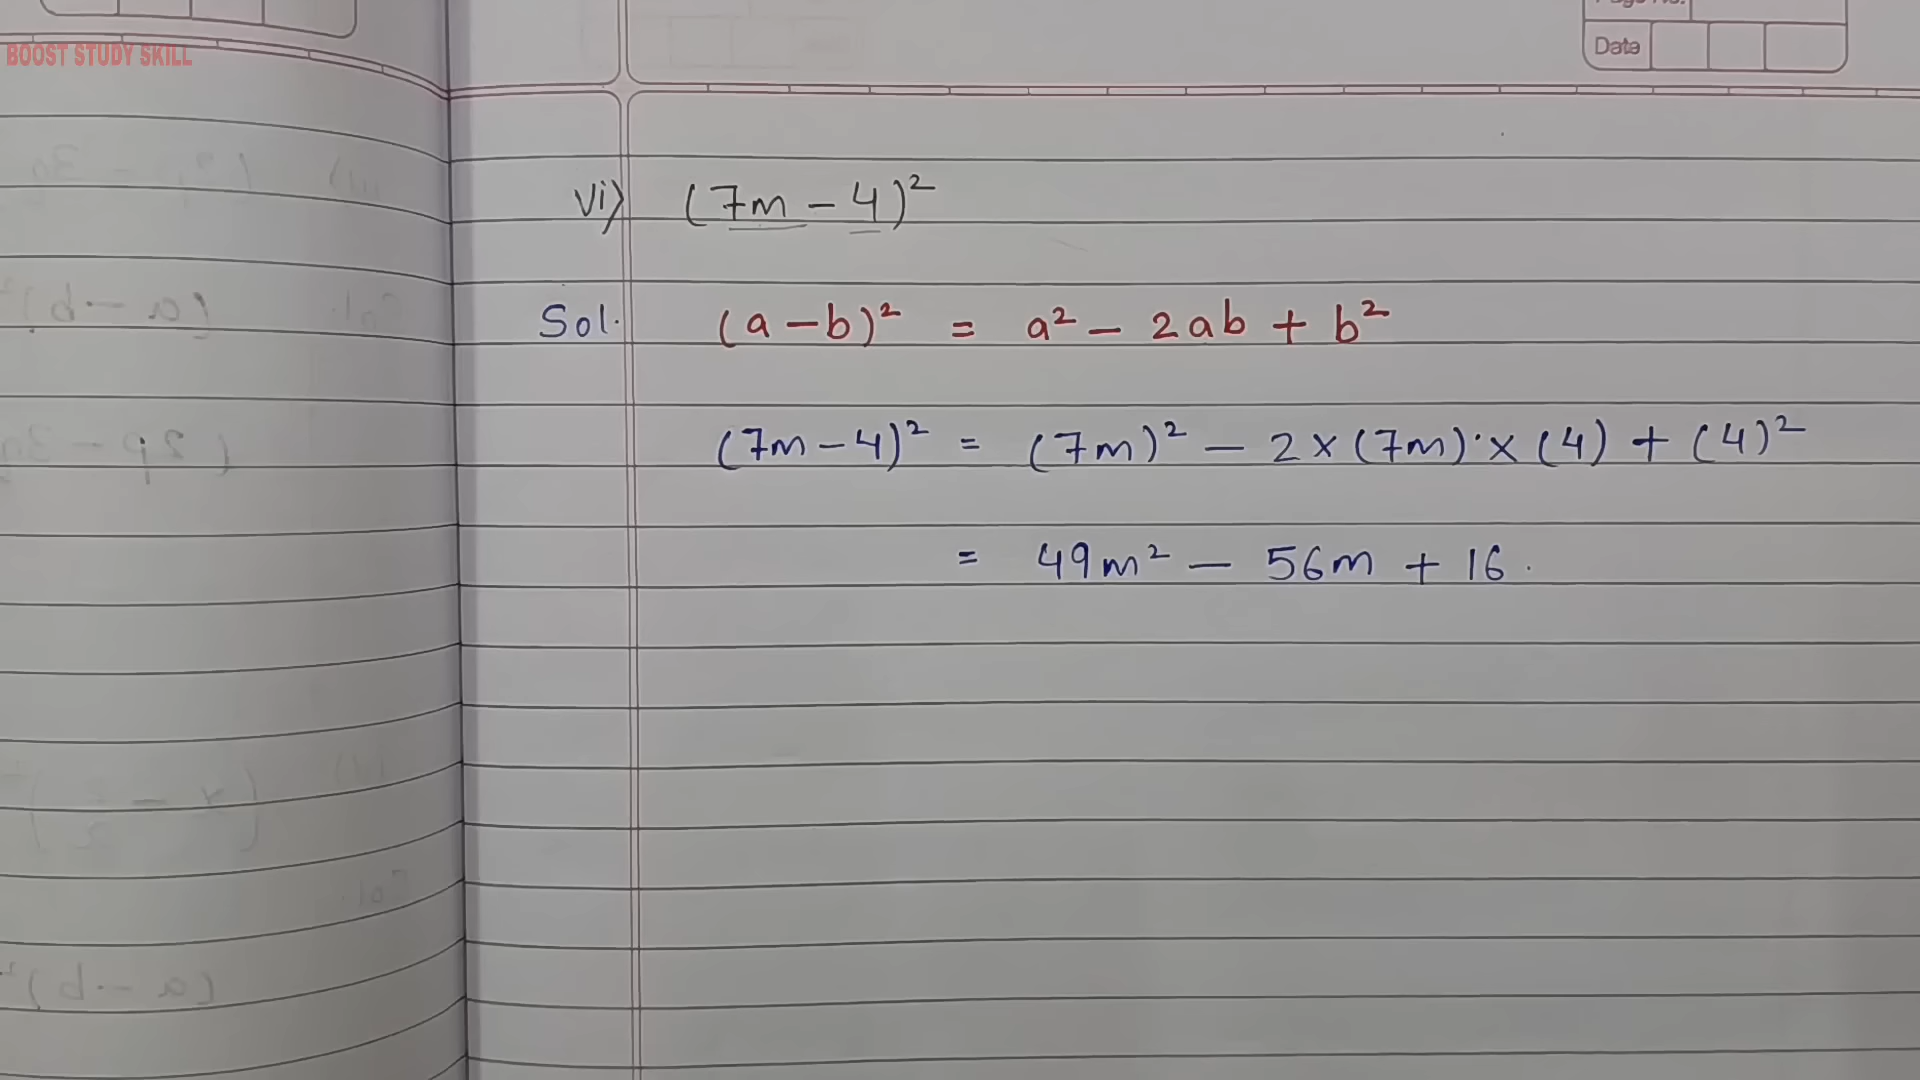 BOOST STUDY SKILL
Data
vi) (7m - 4)²
Sol. (a - b)² = a² - 2ab + b²
(7m - 4)² = (7m)² - 2 × (7m) × (4) + (4)²
= 49m² - 56m + 16.